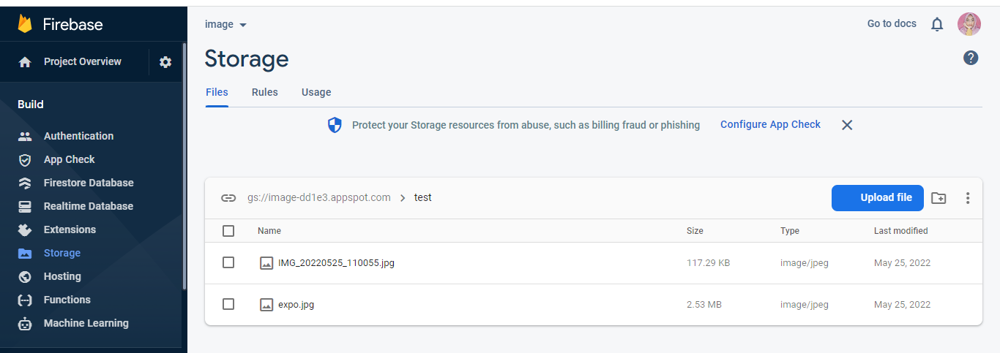 Firebase
Project Overview
Build
Authentication
App Check
Firestore Database
Realtime Database
Extensions
Storage
Hosting
Functions
Machine Learning
image
Go to docs
Storage
Files Rules Usage
Protect your Storage resources from abuse, such as billing fraud or phishing Configure App Check
gs://image-dd1e3.appspot.com > test Upload file
Name Size Type Last modified
IMG_20220525_110055.jpg 117.29 KB image/jpeg May 25, 2022
expo.jpg 2.53 MB image/jpeg May 25, 2022